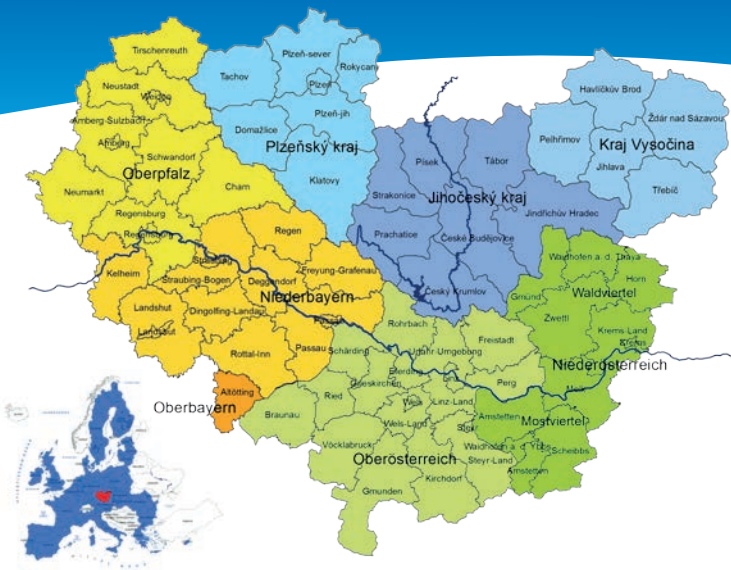 Tirschenreuth
Neustadt
Weiden
Amberg-Sulzbach
Amberg
Schwandorf
Oberpfalz
Neumarkt
Cham
Regensburg
Regensburg
Tachov
Plzeň-sever
Rokycany
Plzeň
Plzeň-jih
Domažlice
Plzeňský kraj
Klatovy
Písek
Tábor
Strakonice
Jihočeský kraj
Prachatice
České Budějovice
Jindřichův Hradec
Český Krumlov
Havlíčkův Brod
Žďár nad Sázavou
Pelhřimov
Kraj Vysočina
Jihlava
Třebíč
Regen
Kelheim
Straubing
Straubing-Bogen
Deggendorf
Freyung-Grafenau
Niederbayern
Landshut
Dingolfing-Landau
Landshut
Passau
Rottal-Inn
Passau
Altötting
Oberbayern
Waidhofen a. d. Thaya
Gmünd
Waldviertel
Horn
Zwettl
Krems-Land
Krems
Niederösterreich
Melk
Mostviertel
Amstetten
Waidhofen a. d. Ybbs
Scheibbs
Amstetten
Rohrbach
Freistadt
Schärding
Urfahr Umgebung
Eferding
Linz
Perg
Grieskirchen
Ried
Braunau
Wels
Linz-Land
Wels-Land
Steyr
Vöcklabruck
Oberösterreich
Steyr-Land
Kirchdorf
Gmunden